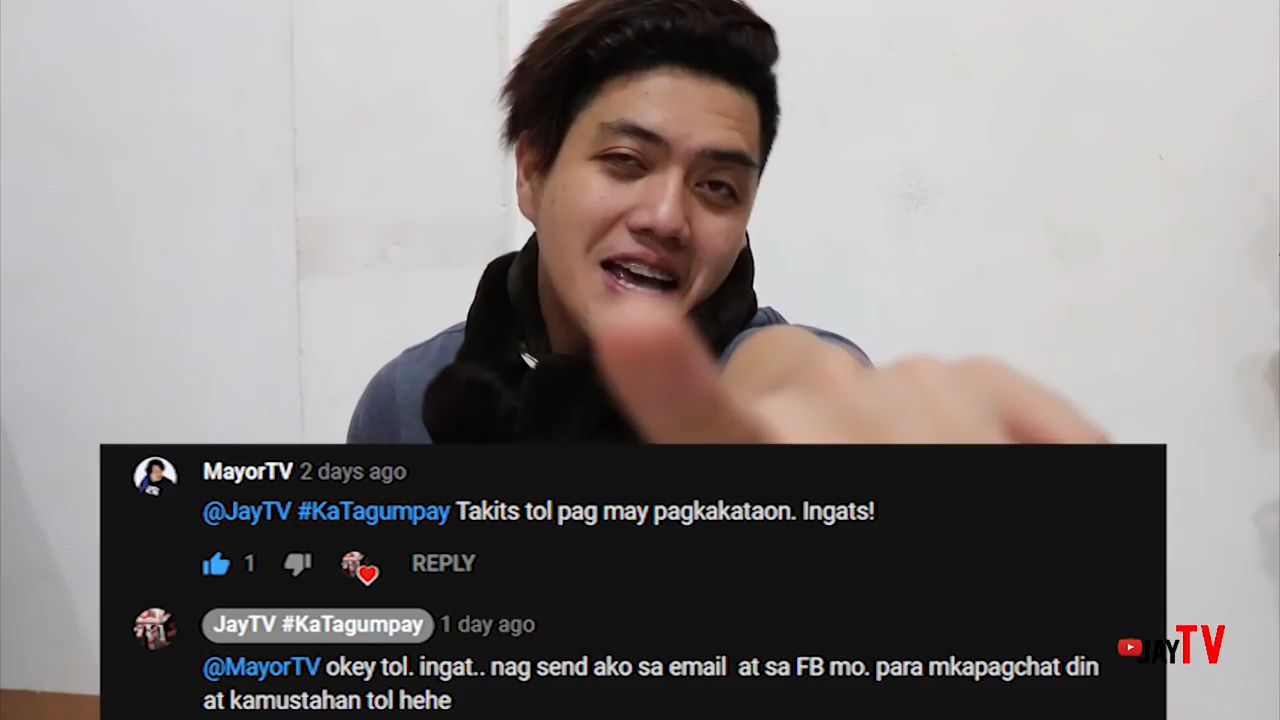 MayorTV 2 days ago
@JayTV #KaTagumpay Takits tol pag may pagkakataon. Ingats!
1 REPLY
JayTV #KaTagumpay 1 day ago
@MayorTV okey tol. ingat.. nag send ako sa email at sa FB mo. para mkapagchat din
at kamustahan tol hehe
JAYTV